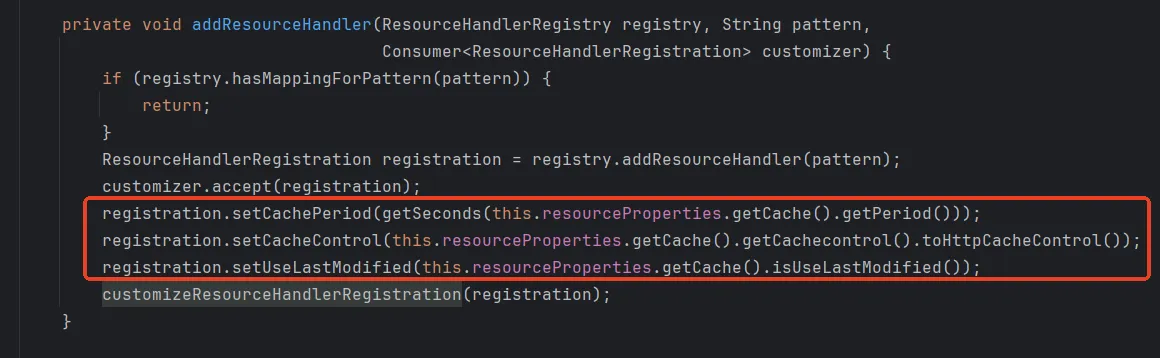 private void addResourceHandler(ResourceHandlerRegistry registry, String pattern,
Consumer<ResourceHandlerRegistration> customizer) {
if (registry.hasMappingForPattern(pattern)) {
return;
}
ResourceHandlerRegistration registration = registry.addResourceHandler(pattern);
customizer.accept(registration);
registration.setCachePeriod(getSeconds(this.resourceProperties.getCache().getPeriod()));
registration.setCacheControl(this.resourceProperties.getCache().getCachecontrol().toHttpCacheControl());
registration.setUseLastModified(this.resourceProperties.getCache().isUseLastModified());
customizeResourceHandlerRegistration(registration);
}